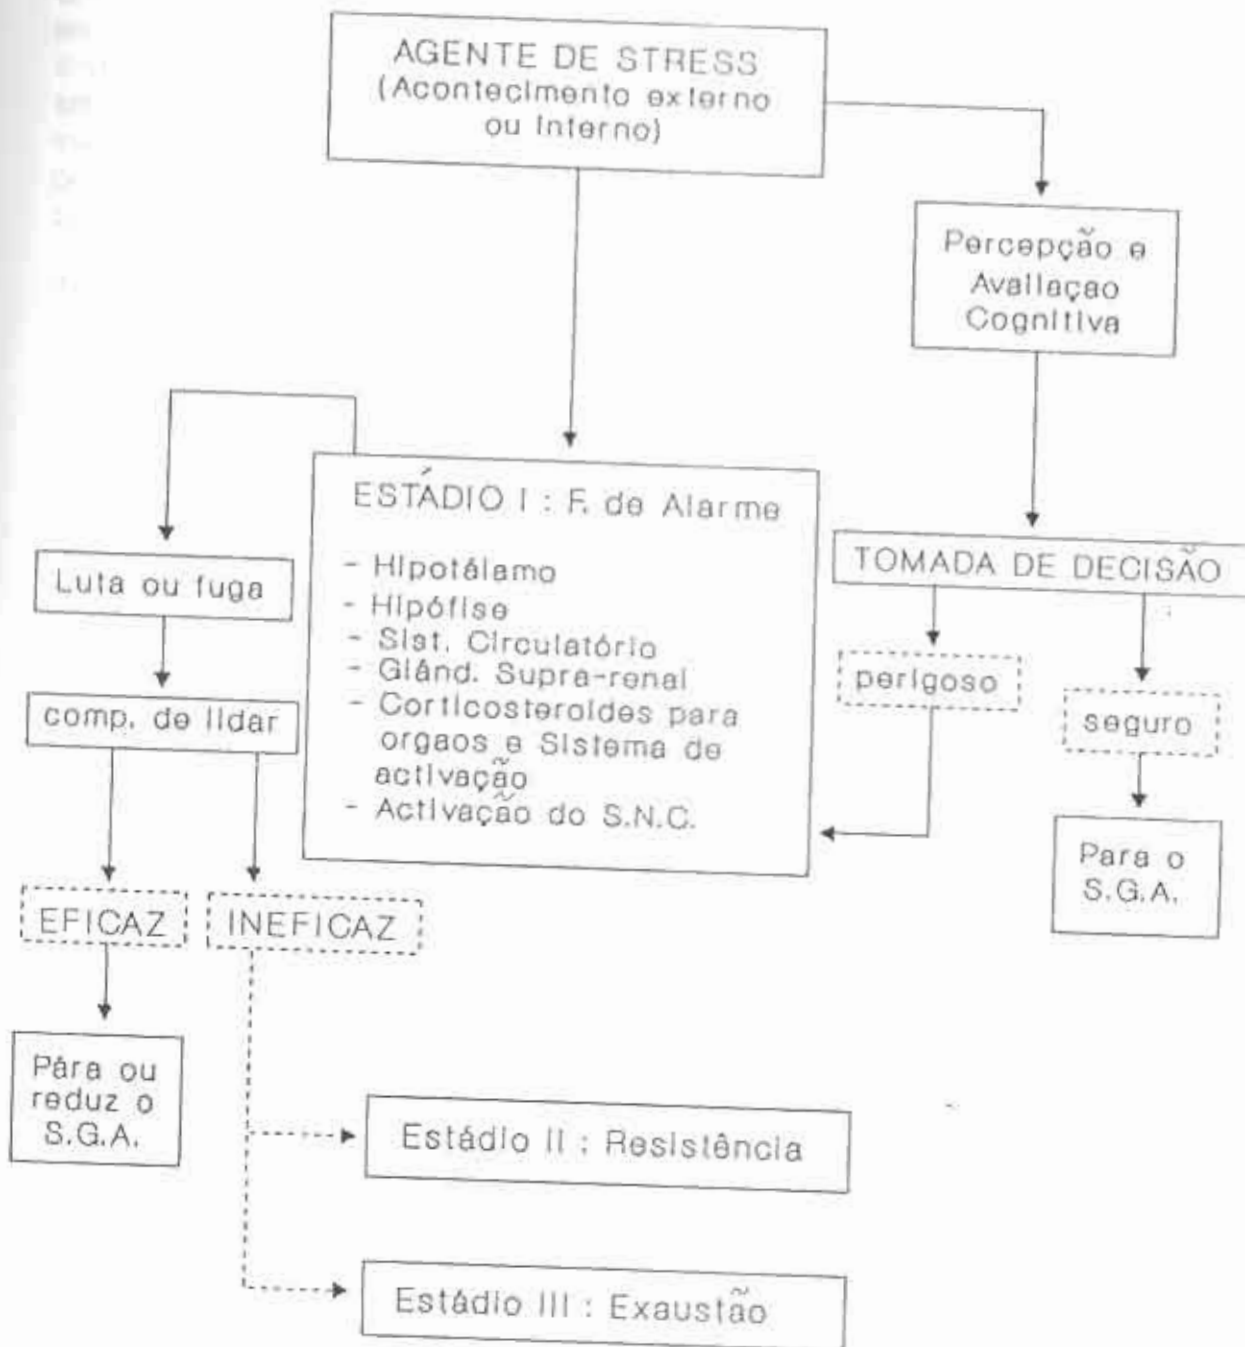 AGENTE DE STRESS
(Acontecimento externo
ou Interno)
Percepção e
Avaliaçao
Cognitiva
ESTÁDIO I : F. de Alarme
- Hipotálamo
- Hipófise
- Sist. Circulatório
- Glând. Supra-renal
- Corticosteroides para
orgaos e Sistema de
activação
- Activação do S.N.C.
TOMADA DE DECISÃO
perigoso
seguro
Para o
S.G.A.
Luta ou fuga
comp. de lidar
EFICAZ
INEFICAZ
Pára ou
reduz o
S.G.A.
Estádio II : Resistência
Estádio III : Exaustão